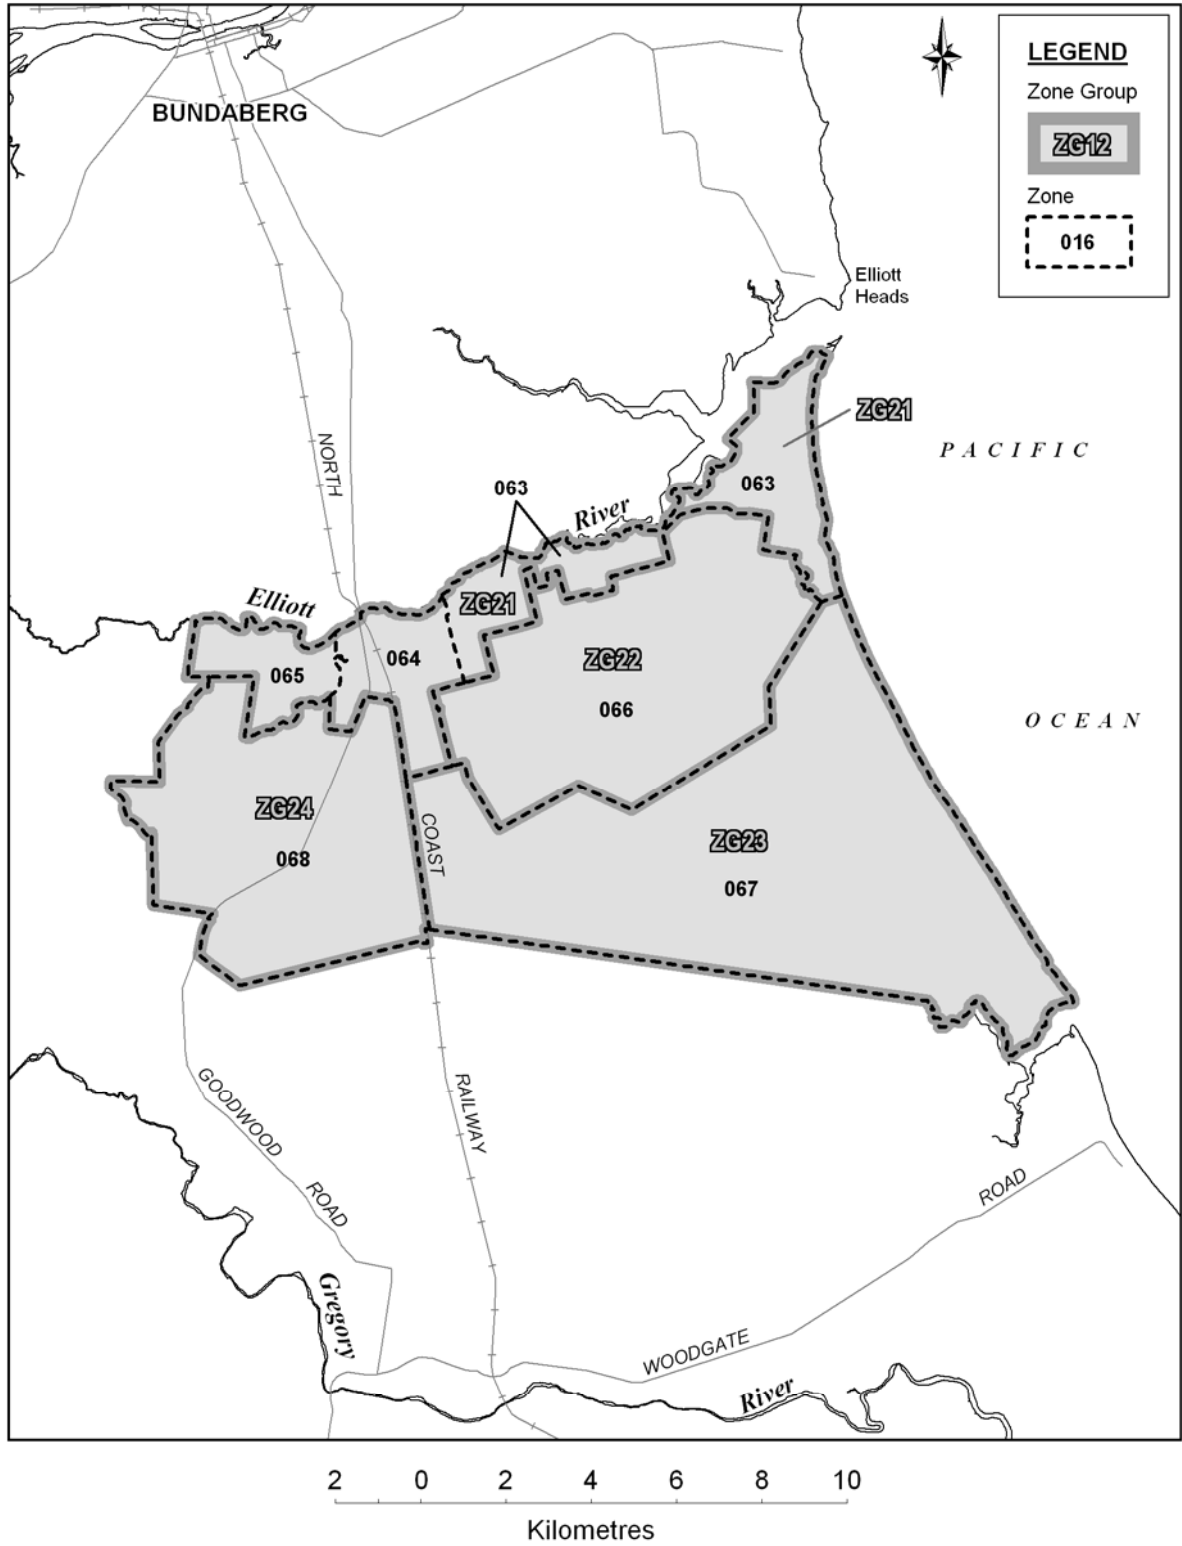 LEGEND
Zone Group
ZG12
Zone
016
BUNDABERG
Elliott
Heads
ZG21
PACIFIC
NORTH
063
063
River
Elliott
ZG21
064
065
ZG22
066
OCEAN
ZG24
068
COAST
ZG23
067
GOODWOOD
ROAD
RAILWAY
ROAD
Gregory
WOODGATE
River
2 0 2 4 6 8 10
Kilometres